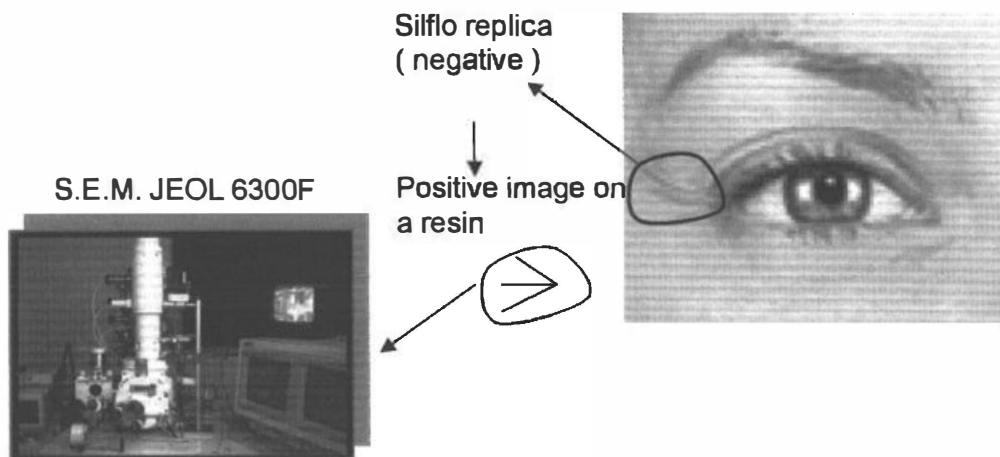 Silflo replica
( negative )
Positive image on
a resin
S.E.M. JEOL 6300F